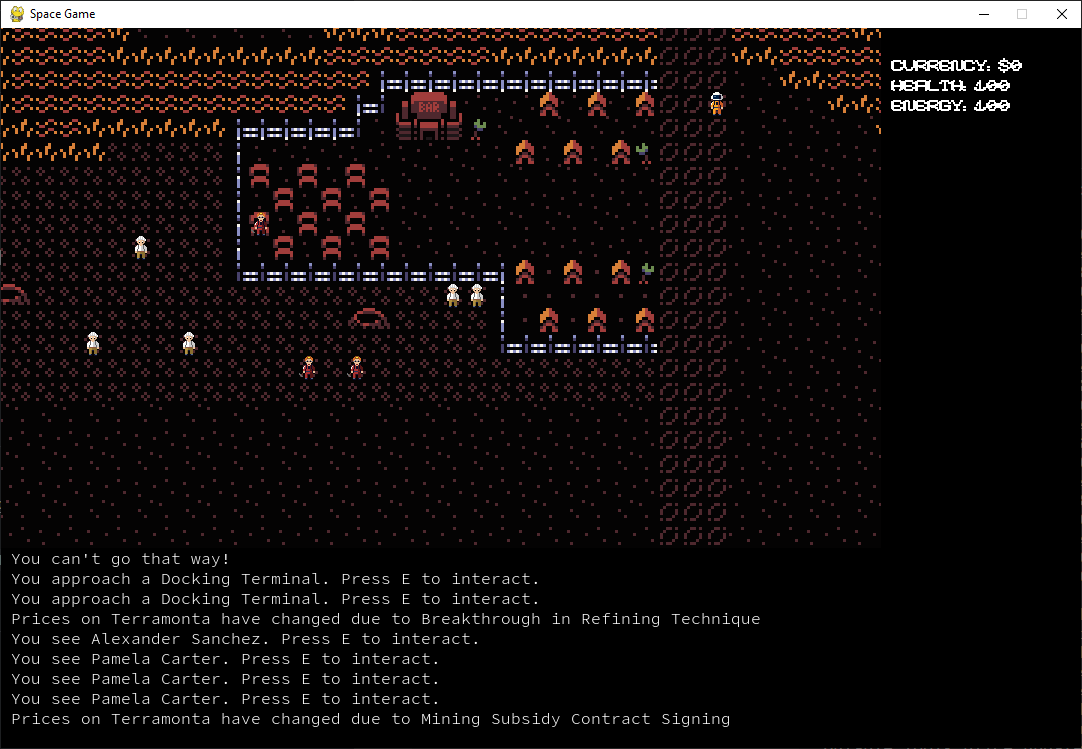 Space Game
CURRENCY: $0
HEALTH: 100
ENERGY: 100
BAR
You can't go that way!
You approach a Docking Terminal. Press E to interact.
You approach a Docking Terminal. Press E to interact.
Prices on Terramonta have changed due to Breakthrough in Refining Technique
You see Alexander Sanchez. Press E to interact.
You see Pamela Carter. Press E to interact.
You see Pamela Carter. Press E to interact.
You see Pamela Carter. Press E to interact.
Prices on Terramonta have changed due to Mining Subsidy Contract Signing